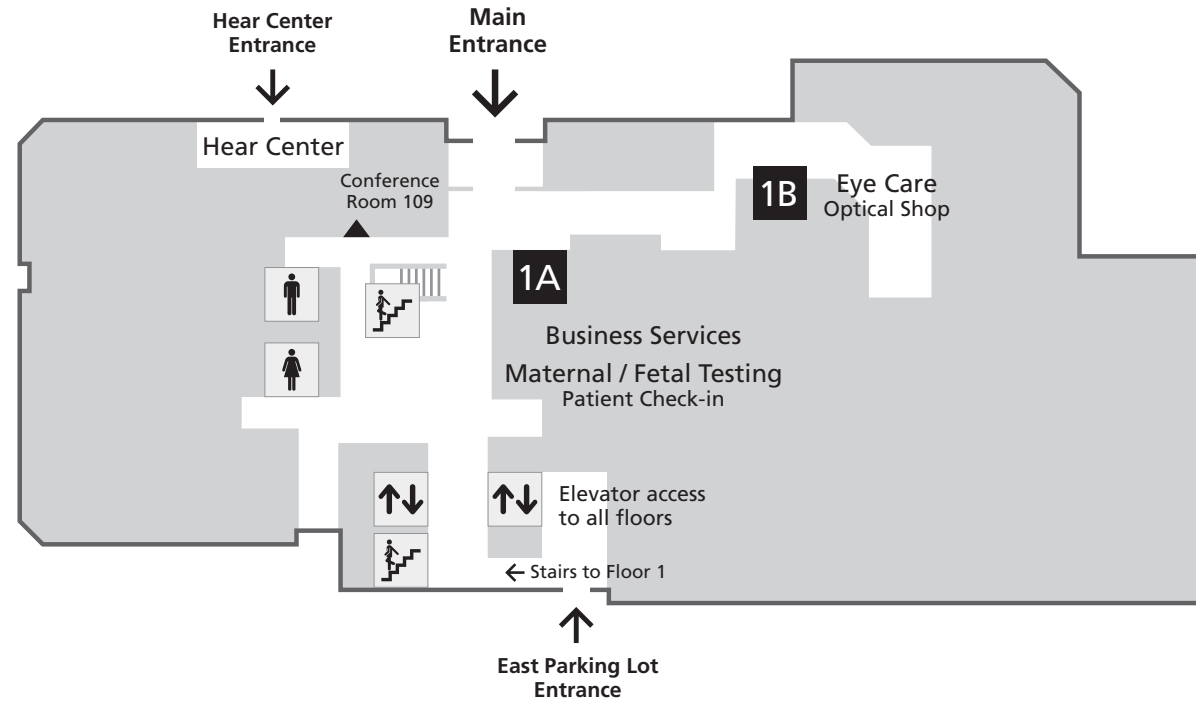 Hear Center
Entrance
Main
Entrance
Hear Center
Conference
Room 109
1B
Eye Care
Optical Shop
1A
Business Services
Maternal / Fetal Testing
Patient Check-in
Elevator access
to all floors
← Stairs to Floor 1
East Parking Lot
Entrance